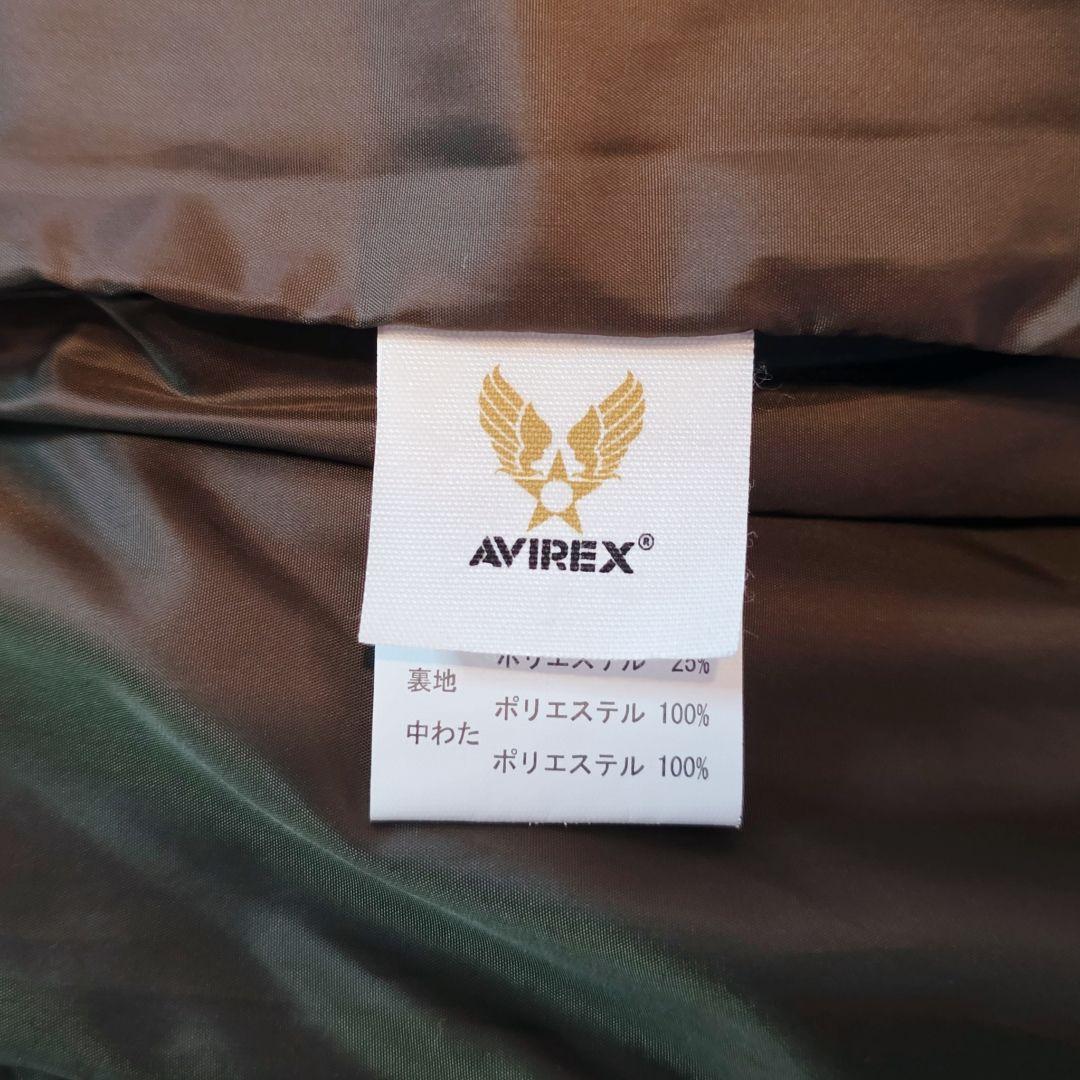 AVIREX®
ポリエステル 25%
裏地
ポリエステル 100%
中わた
ポリエステル 100%